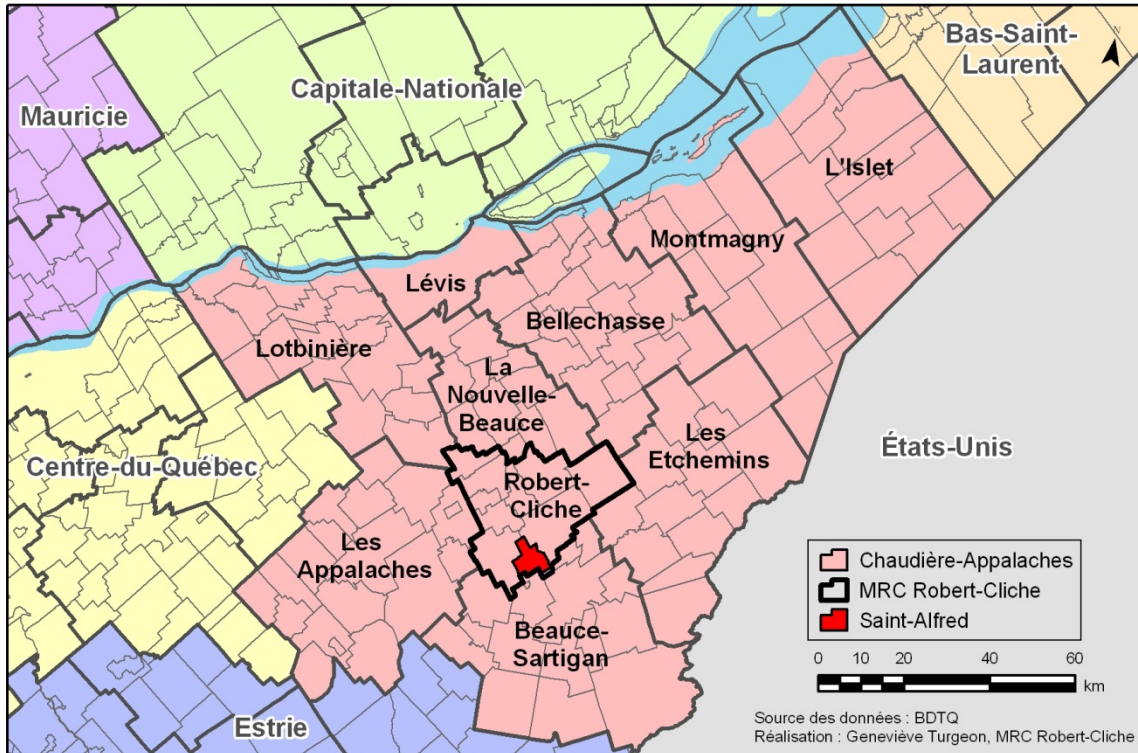 Bas-Saint-
Laurent
Capitale-Nationale
Mauricie
L'Islet
Montmagny
Lévis
Bellechasse
Lotbinière
La
Nouvelle-
Beauce
Les
Etchemins
États-Unis
Centre-du-Québec
Robert-
Cliche
Les
Appalaches
Beauce-
Sartigan
Estrie
Chaudière-Appalaches
MRC Robert-Cliche
Saint-Alfred
0 10 20 40 60
km
Source des données : BDTQ
Réalisation : Geneviève Turgeon, MRC Robert-Cliche